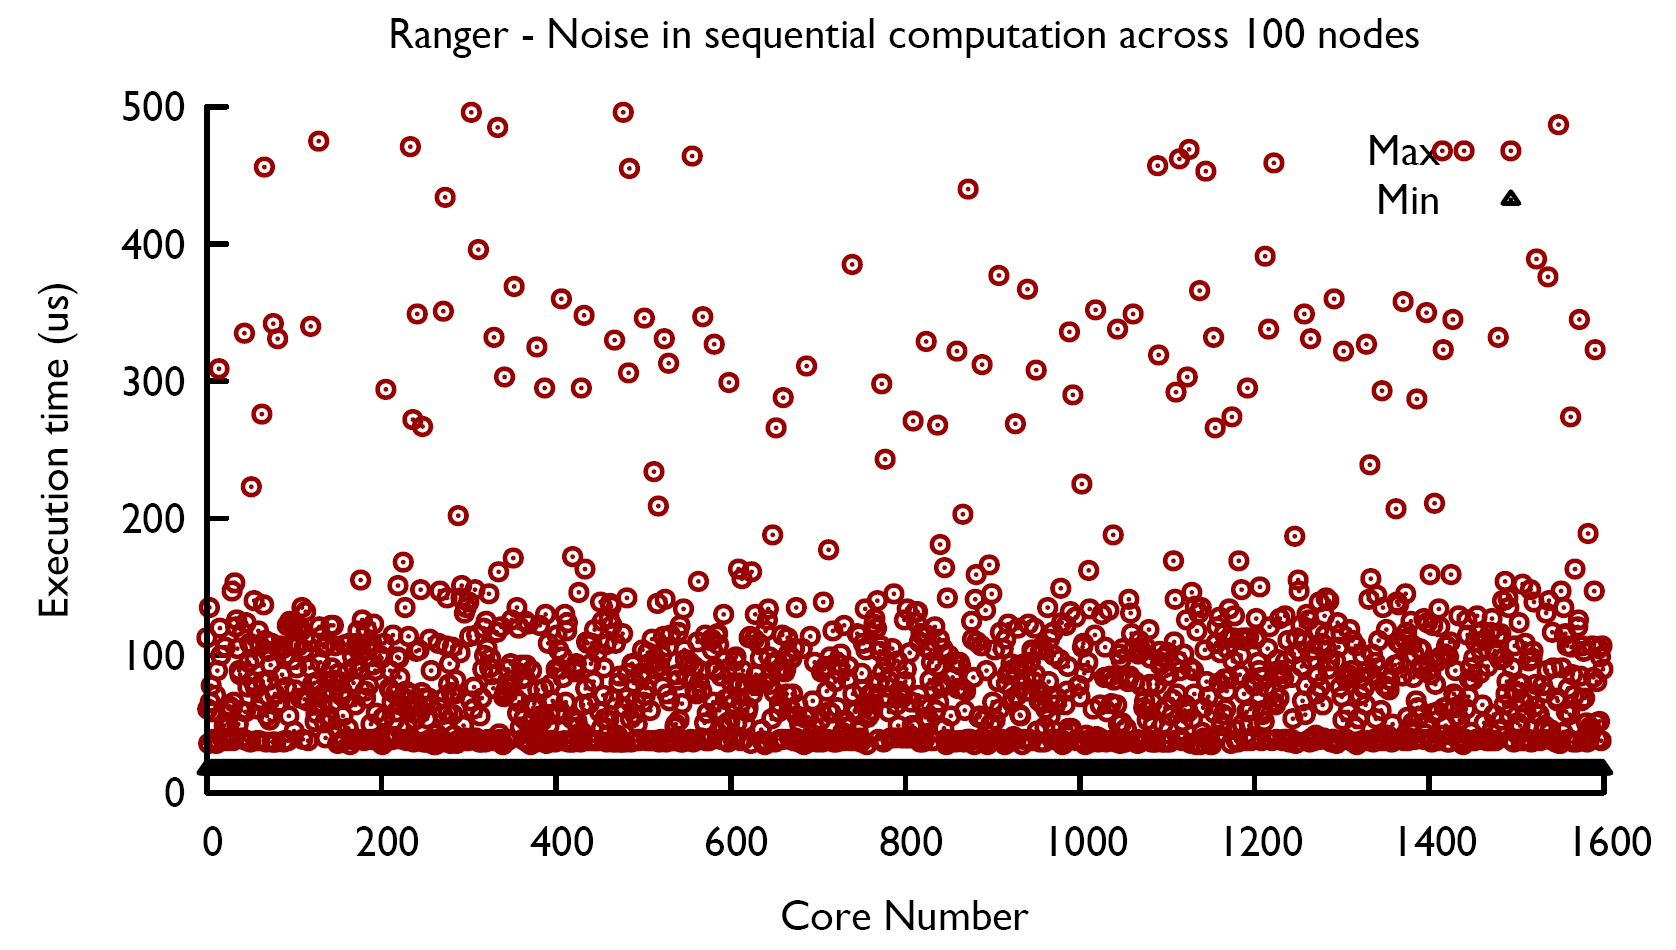 Ranger - Noise in sequential computation across 100 nodes
500
400
300
200
100
0
Execution time (us)
Max
Min
0 200 400 600 800 1000 1200 1400 1600
Core Number